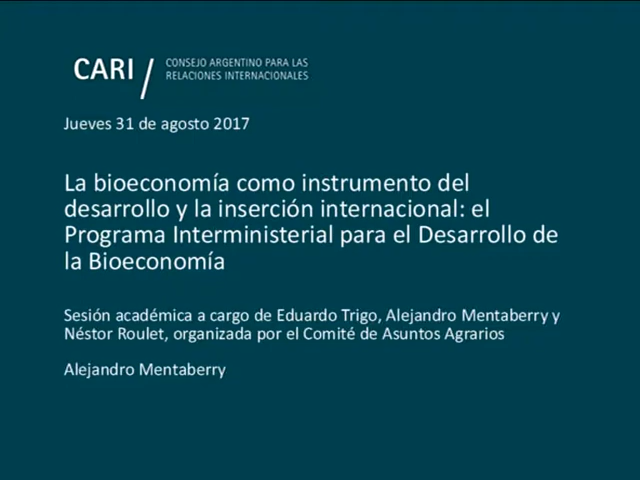 CARI / CONSEJO ARGENTINO PARA LAS
RELACIONES INTERNACIONALES
Jueves 31 de agosto 2017
La bioeconomía como instrumento del
desarrollo y la inserción internacional: el
Programa Interministerial para el Desarrollo de
la Bioeconomía
Sesión académica a cargo de Eduardo Trigo, Alejandro Mentaberry y
Néstor Roulet, organizada por el Comité de Asuntos Agrarios
Alejandro Mentaberry